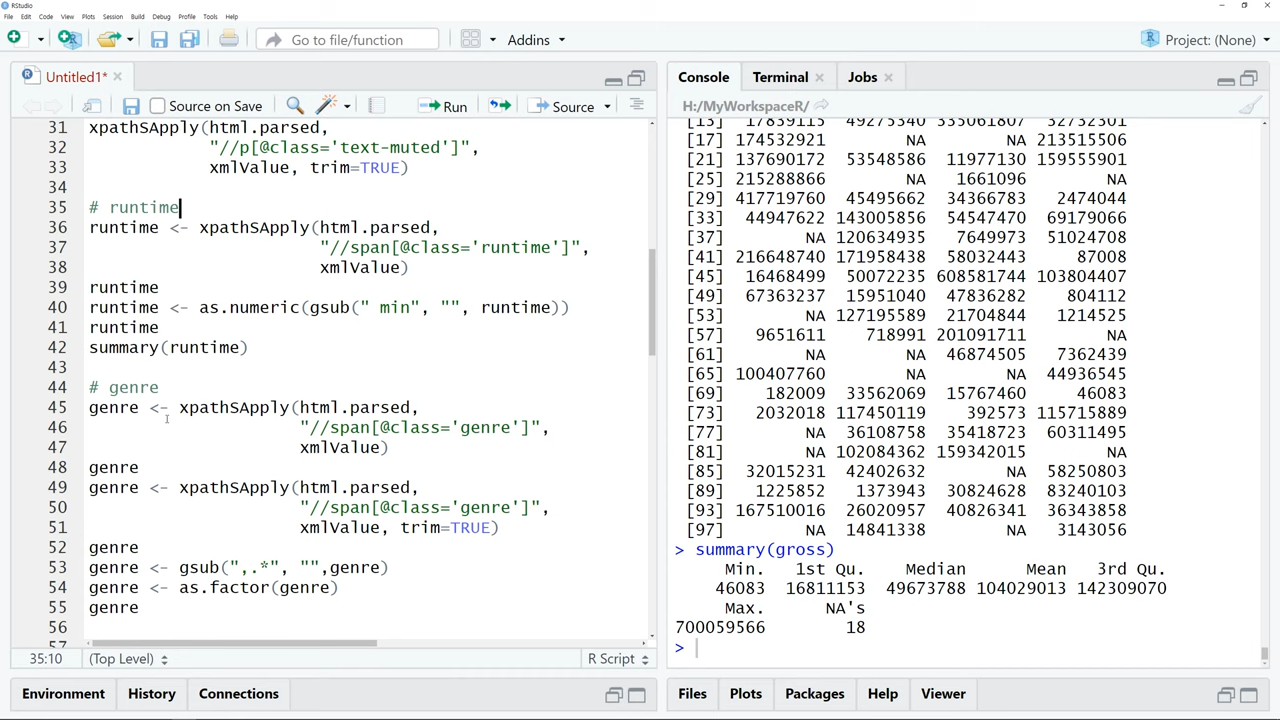 RStudio
File Edit Code View Plots Session Build Debug Profile Tools Help
Go to file/function Addins Project: (None)
Untitled1*
Source on Save Run Source
31 xpathSApply(html.parsed,
32 "//p[@class='text-muted']",
33 xmlValue, trim=TRUE)
34
35 # runtime
36 runtime <- xpathSApply(html.parsed,
37 "//span[@class='runtime']",
38 xmlValue)
39 runtime
40 runtime <- as.numeric(gsub(" min", "", runtime))
41 runtime
42 summary(runtime)
43
44 # genre
45 genre <- xpathSApply(html.parsed,
46 "//span[@class='genre']",
47 xmlValue)
48 genre
49 genre <- xpathSApply(html.parsed,
50 "//span[@class='genre']",
51 xmlValue, trim=TRUE)
52 genre
53 genre <- gsub(",.*", "",genre)
54 genre <- as.factor(genre)
55 genre
56
57
35:10 (Top Level) R Script
Environment History Connections
Console Terminal Jobs
H:/MyWorkspaceR/
[13] 17839115 49275340 335061807 32732301
[17] 174532921 NA NA 213515506
[21] 137690172 53548586 11977130 159555901
[25] 215288866 NA 1661096 NA
[29] 417719760 45495662 34366783 2474044
[33] 44947622 143005856 54547470 69179066
[37] NA 120634935 7649973 51024708
[41] 216648740 171958438 58032443 87008
[45] 16468499 50072235 608581744 103804407
[49] 67363237 15951040 47836282 804112
[53] NA 127195589 21704844 1214525
[57] 9651611 718991 201091711 NA
[61] NA NA 46874505 7362439
[65] 100407760 NA NA 44936545
[69] 182009 33562069 15767460 46083
[73] 2032018 117450119 392573 115715889
[77] NA 36108758 35418723 60311495
[81] NA 102084362 159342015 NA
[85] 32015231 42402632 NA 58250803
[89] 1225852 1373943 30824628 83240103
[93] 167510016 26020957 40826341 36343858
[97] NA 14841338 NA 3143056
> summary(gross)
Min. 1st Qu. Median Mean 3rd Qu.
46083 16811153 49673788 104029013 142309070
Max. NA's
700059566 18
>
Files Plots Packages Help Viewer